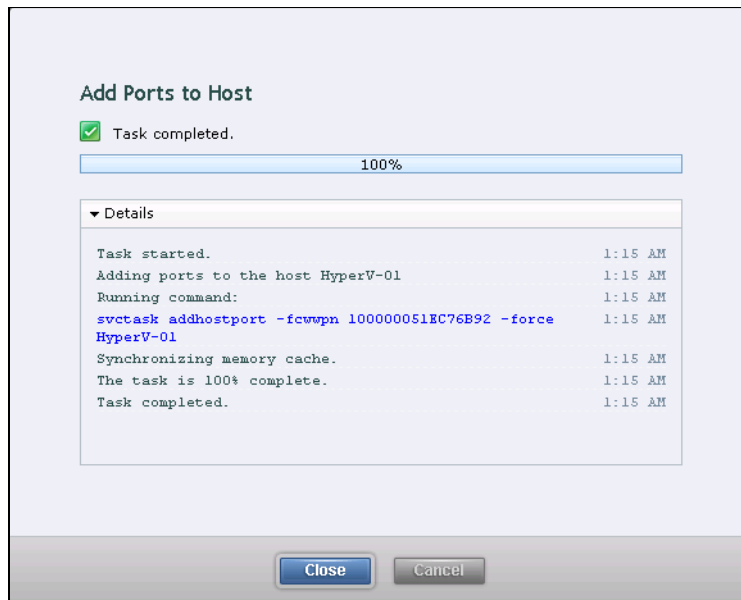 Add Ports to Host
Task completed.
100%
Details
Task started. 1:15 AM
Adding ports to the host HyperV-01 1:15 AM
Running command: 1:15 AM
svctask addhostport -fcwwpn 100000051EC76B92 -force 1:15 AM
HyperV-01
Synchronizing memory cache. 1:15 AM
The task is 100% complete. 1:15 AM
Task completed. 1:15 AM
Close Cancel